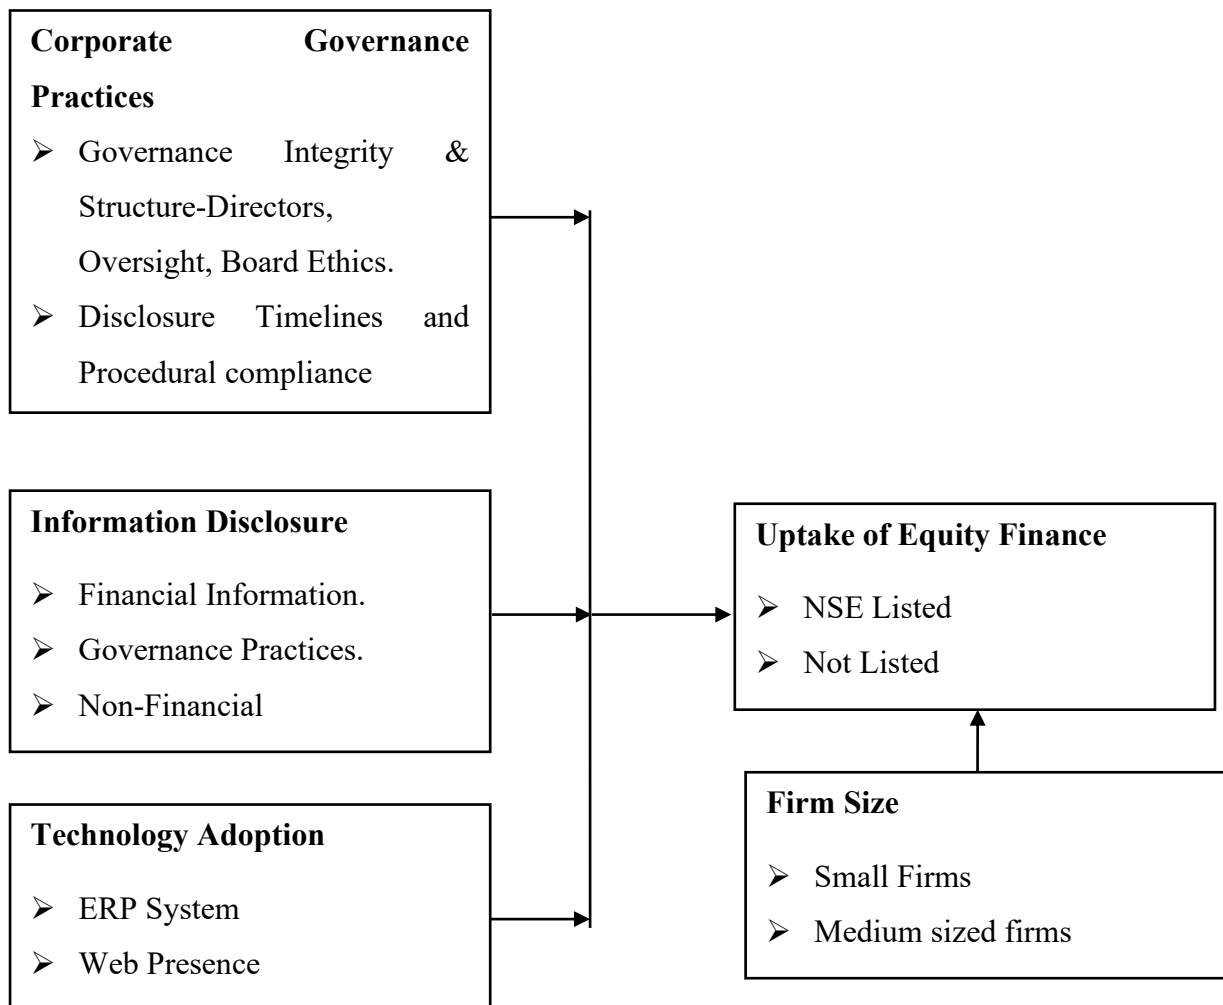 Corporate Governance
Practices
➢ Governance Integrity &
Structure-Directors,
Oversight, Board Ethics.
➢ Disclosure Timelines and
Procedural compliance
Information Disclosure
➢ Financial Information.
➢ Governance Practices.
➢ Non-Financial
Technology Adoption
➢ ERP System
➢ Web Presence
Uptake of Equity Finance
➢ NSE Listed
➢ Not Listed
Firm Size
➢ Small Firms
➢ Medium sized firms